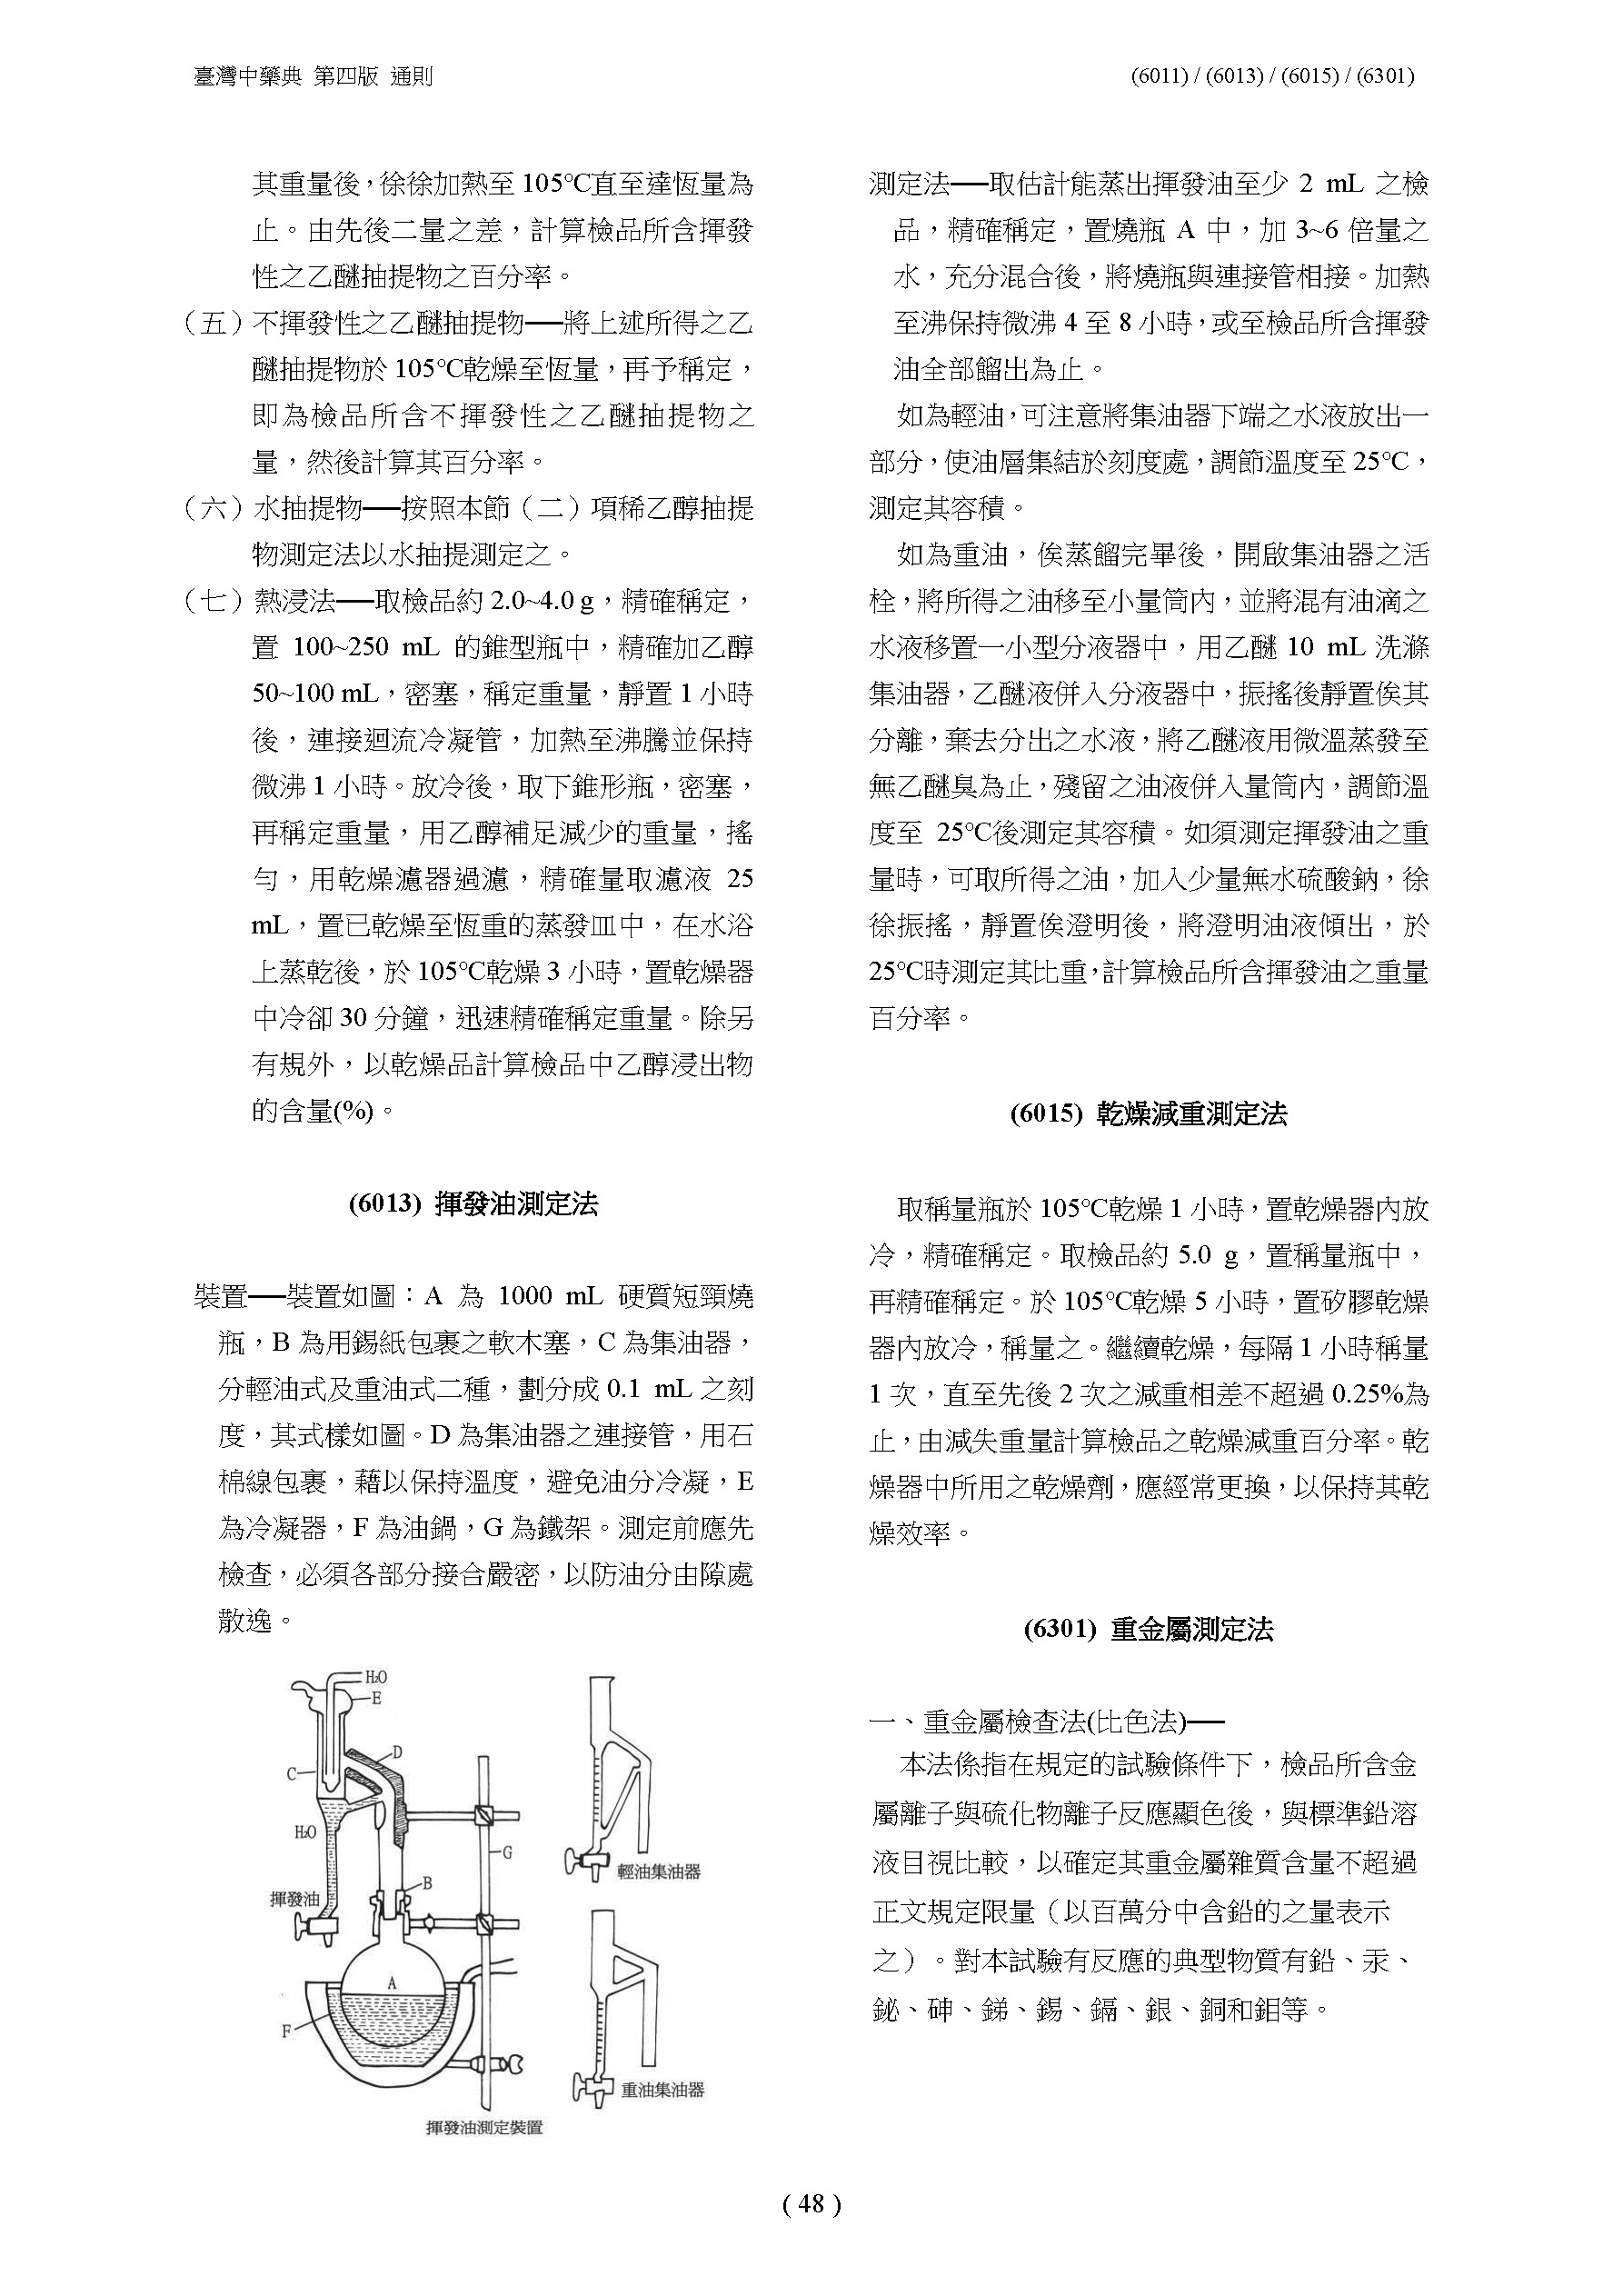 臺灣中藥典 第四版 通則
(6011) / (6013) / (6015) / (6301)
其重量後，徐徐加熱至 105℃直至達恆量為
止。由先後二量之差，計算檢品所含揮發
性之乙醚抽提物之百分率。
（五）不揮發性之乙醚抽提物──將上述所得之乙
醚抽提物於 105℃乾燥至恆量，再予稱定，
即為檢品所含不揮發性之乙醚抽提物之
量，然後計算其百分率。
（六）水抽提物──按照本節（二）項稀乙醇抽提
物測定法以水抽提測定之。
（七）熱浸法──取檢品約 2.0~4.0 g，精確稱定，
置 100~250 mL 的錐型瓶中，精確加乙醇
50~100 mL，密塞，稱定重量，靜置 1 小時
後，連接迴流冷凝管，加熱至沸騰並保持
微沸 1 小時。放冷後，取下錐形瓶，密塞，
再稱定重量，用乙醇補足減少的重量，搖
勻，用乾燥濾器過濾，精確量取濾液 25
mL，置已乾燥至恆重的蒸發皿中，在水浴
上蒸乾後，於 105℃乾燥 3 小時，置乾燥器
中冷卻 30 分鐘，迅速精確稱定重量。除另
有規外，以乾燥品計算檢品中乙醇浸出物
的含量(%)。
(6013) 揮發油測定法
裝置──裝置如圖：A 為 1000 mL 硬質短頸燒
瓶，B 為用錫紙包裹之軟木塞，C 為集油器，
分輕油式及重油式二種，劃分成 0.1 mL 之刻
度，其式樣如圖。D 為集油器之連接管，用石
棉線包裹，藉以保持溫度，避免油分冷凝，E
為冷凝器，F 為油鍋，G 為鐵架。測定前應先
檢查，必須各部分接合嚴密，以防油分由隙處
散逸。
H₂O
E
D
C
H₂O
G
B
揮發油
A
F
輕油集油器
重油集油器
揮發油測定裝置
測定法──取估計能蒸出揮發油至少 2 mL 之檢
品，精確稱定，置燒瓶 A 中，加 3~6 倍量之
水，充分混合後，將燒瓶與連接管相接。加熱
至沸保持微沸 4 至 8 小時，或至檢品所含揮發
油全部餾出為止。
如為輕油，可注意將集油器下端之水液放出一
部分，使油層集結於刻度處，調節溫度至 25℃，
測定其容積。
如為重油，俟蒸餾完畢後，開啟集油器之活
栓，將所得之油移至小量筒內，並將混有油滴之
水液移置一小型分液器中，用乙醚 10 mL 洗滌
集油器，乙醚液併入分液器中，振搖後靜置俟其
分離，棄去分出之水液，將乙醚液用微溫蒸發至
無乙醚臭為止，殘留之油液併入量筒內，調節溫
度至 25℃後測定其容積。如須測定揮發油之重
量時，可取所得之油，加入少量無水硫酸鈉，徐
徐振搖，靜置俟澄明後，將澄明油液傾出，於
25℃時測定其比重，計算檢品所含揮發油之重量
百分率。
(6015) 乾燥減重測定法
取稱量瓶於 105℃乾燥 1 小時，置乾燥器內放
冷，精確稱定。取檢品約 5.0 g，置稱量瓶中，
再精確稱定。於 105℃乾燥 5 小時，置矽膠乾燥
器內放冷，稱量之。繼續乾燥，每隔 1 小時稱量
1 次，直至先後 2 次之減重相差不超過 0.25%為
止，由減失重量計算檢品之乾燥減重百分率。乾
燥器中所用之乾燥劑，應經常更換，以保持其乾
燥效率。
(6301) 重金屬測定法
一、重金屬檢查法(比色法)──
本法係指在規定的試驗條件下，檢品所含金
屬離子與硫化物離子反應顯色後，與標準鉛溶
液目視比較，以確定其重金屬雜質含量不超過
正文規定限量（以百萬分中含鉛的之量表示
之）。對本試驗有反應的典型物質有鉛、汞、
鉍、砷、銻、錫、鎘、銀、銅和鉬等。
( 48 )